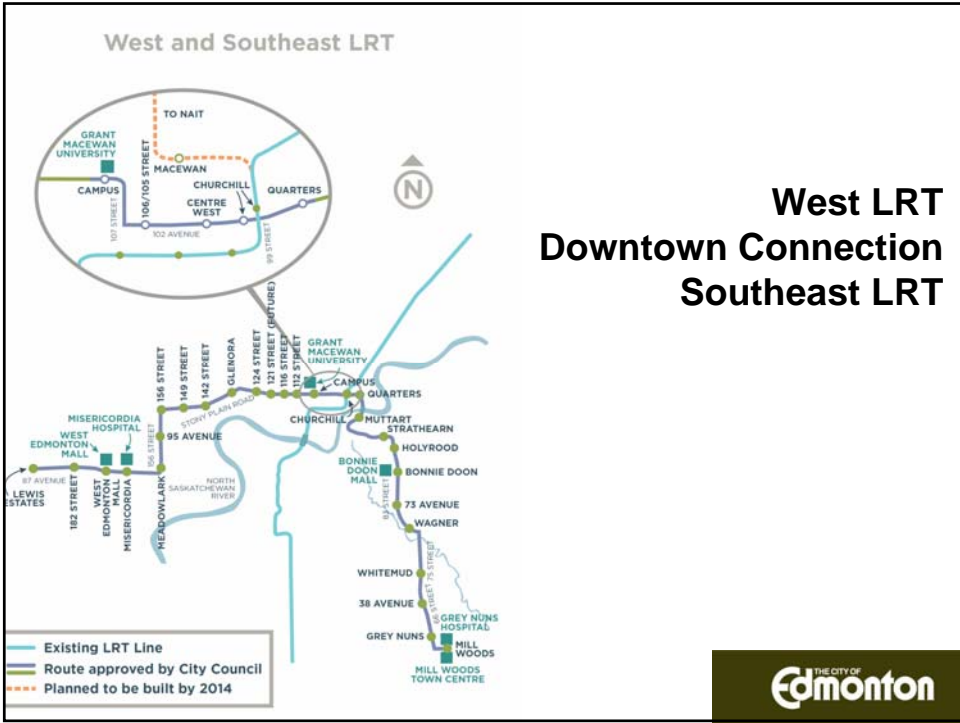 West and Southeast LRT
TO NAIT
GRANT
MACEWAN
UNIVERSITY
MACEWAN
CAMPUS
106/105 STREET
CHURCHILL
QUARTERS
CENTRE
WEST
107 STREET
102 AVENUE
99 STREET
N
West LRT
Downtown Connection
Southeast LRT
156 STREET
149 STREET
142 STREET
GLENORA
124 STREET
121 STREET (FUTURE)
116 STREET
112 STREET
GRANT
MACEWAN
UNIVERSITY
CAMPUS
QUARTERS
STONY PLAIN ROAD
CHURCHILL
MUTTART
STRATHEARN
MISERICORDIA
HOSPITAL
WEST
EDMONTON
MALL
95 AVENUE
156 STREET
HOLYROOD
BONNIE
DOON
MALL
BONNIE DOON
83 STREET
87 AVENUE
LEWIS
ESTATES
182 STREET
WEST
EDMONTON
MALL
MISERICORDIA
MEADOWLARK
NORTH
SASKATCHEWAN
RIVER
73 AVENUE
WAGNER
75 STREET
WHITEMUD
38 AVENUE
66 STREET
GREY NUNS
HOSPITAL
GREY NUNS
MILL
WOODS
MILL WOODS
TOWN CENTRE
Existing LRT Line
Route approved by City Council
Planned to be built by 2014
THE CITY OF
Edmonton